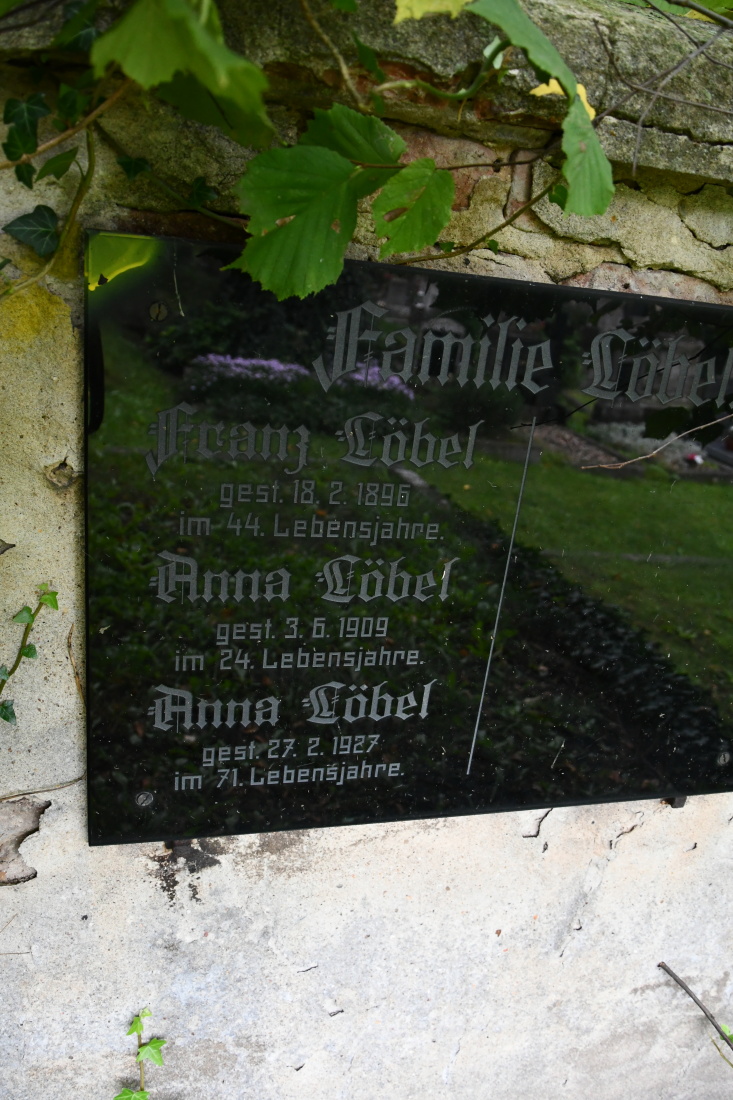 Familie Löbel
Franz Löbel
gest. 18. 2. 1896
im 44. Lebensjahre.
Anna Löbel
gest. 3. 6. 1909
im 24. Lebensjahre.
Anna Löbel
gest. 27. 2. 1927
im 71. Lebensjahre.